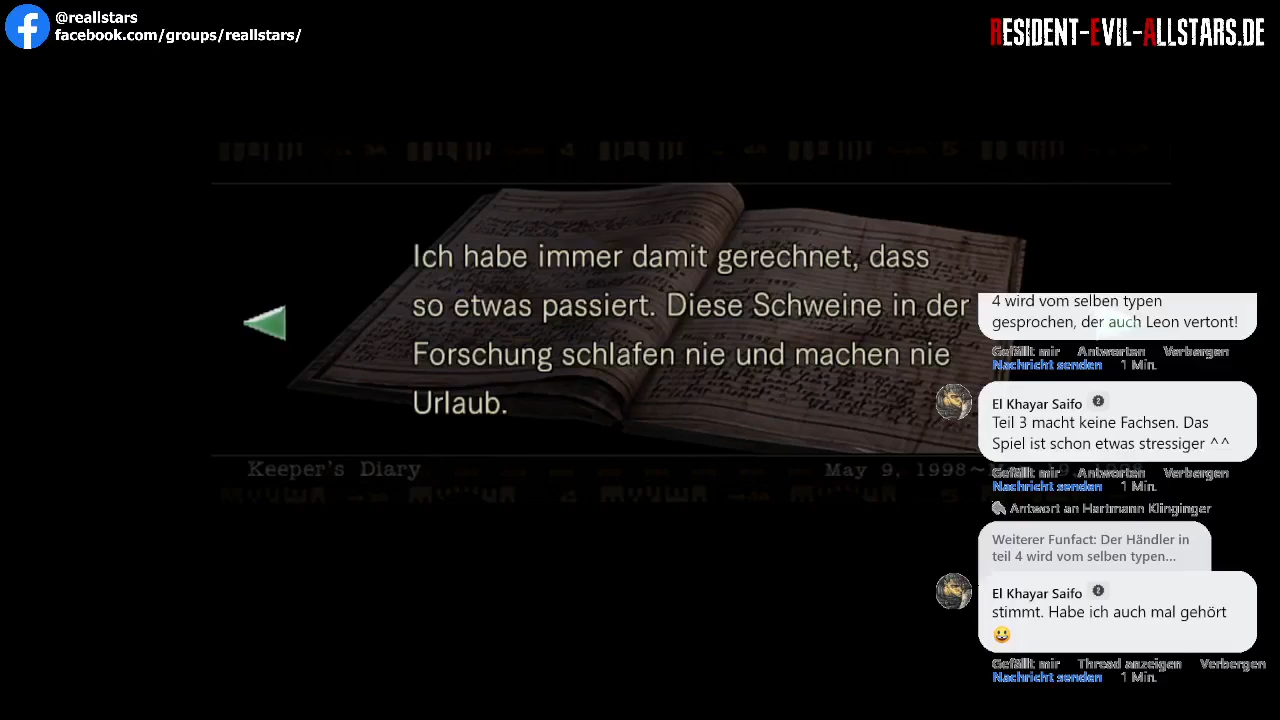 @reallstars
facebook.com/groups/reallstars/
RESIDENT-EVIL-ALLSTARS.DE
Ich habe immer damit gerechnet, dass
so etwas passiert. Diese Schweine in der
Forschung schlafen nie und machen nie
Urlaub.
Keeper's Diary
May 9, 1998~
4 wird vom selben typen
gesprochen, der auch Leon vertont!
Gefällt mir Antworten Verbergen
Nachricht senden 1 Min.
El Khayar Saifo 2
Teil 3 macht keine Fachsen. Das
Spiel ist schon etwas stressiger ^^
Gefällt mir Antworten Verbergen
Nachricht senden 1 Min.
Antwort an Hartmann Klinginger
Weiterer Funfact: Der Händler in
teil 4 wird vom selben typen...
El Khayar Saifo 2
stimmt. Habe ich auch mal gehört
😃
Gefällt mir Thread anzeigen Verbergen
Nachricht senden 1 Min.